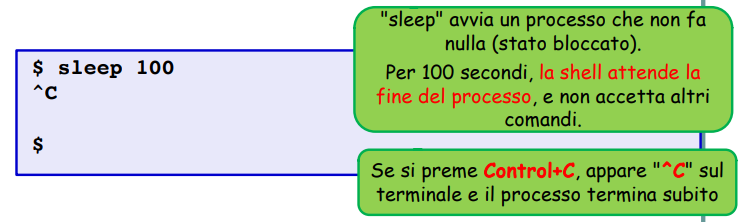 $ sleep 100
^C
$
"sleep" avvia un processo che non fa
nulla (stato bloccato).
Per 100 secondi, la shell attende la
fine del processo, e non accetta altri
comandi.
Se si preme Control+C, appare "^C" sul
terminale e il processo termina subito